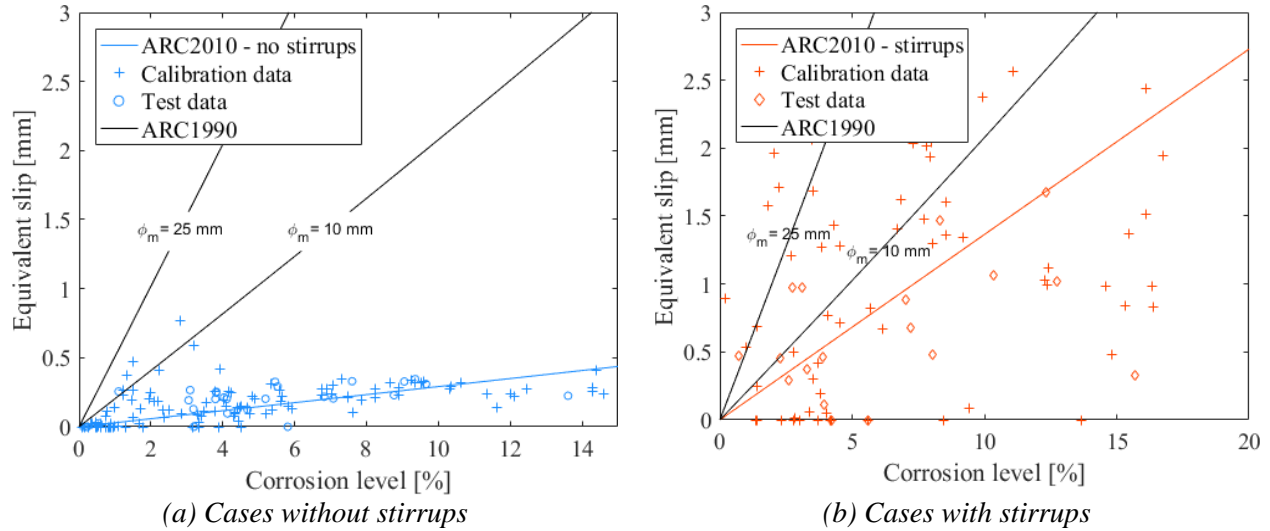 3
2.5
2
1.5
1
0.5
0
Equivalent slip [mm]
ARC2010 - no stirrups
Calibration data
Test data
ARC1990
ϕm= 25 mm
ϕm= 10 mm
0 2 4 6 8 10 12 14
Corrosion level [%]
(a) Cases without stirrups
3
2.5
2
1.5
1
0.5
0
Equivalent slip [mm]
ARC2010 - stirrups
Calibration data
Test data
ARC1990
ϕm= 25 mm
ϕm= 10 mm
0 5 10 15 20
Corrosion level [%]
(b) Cases with stirrups